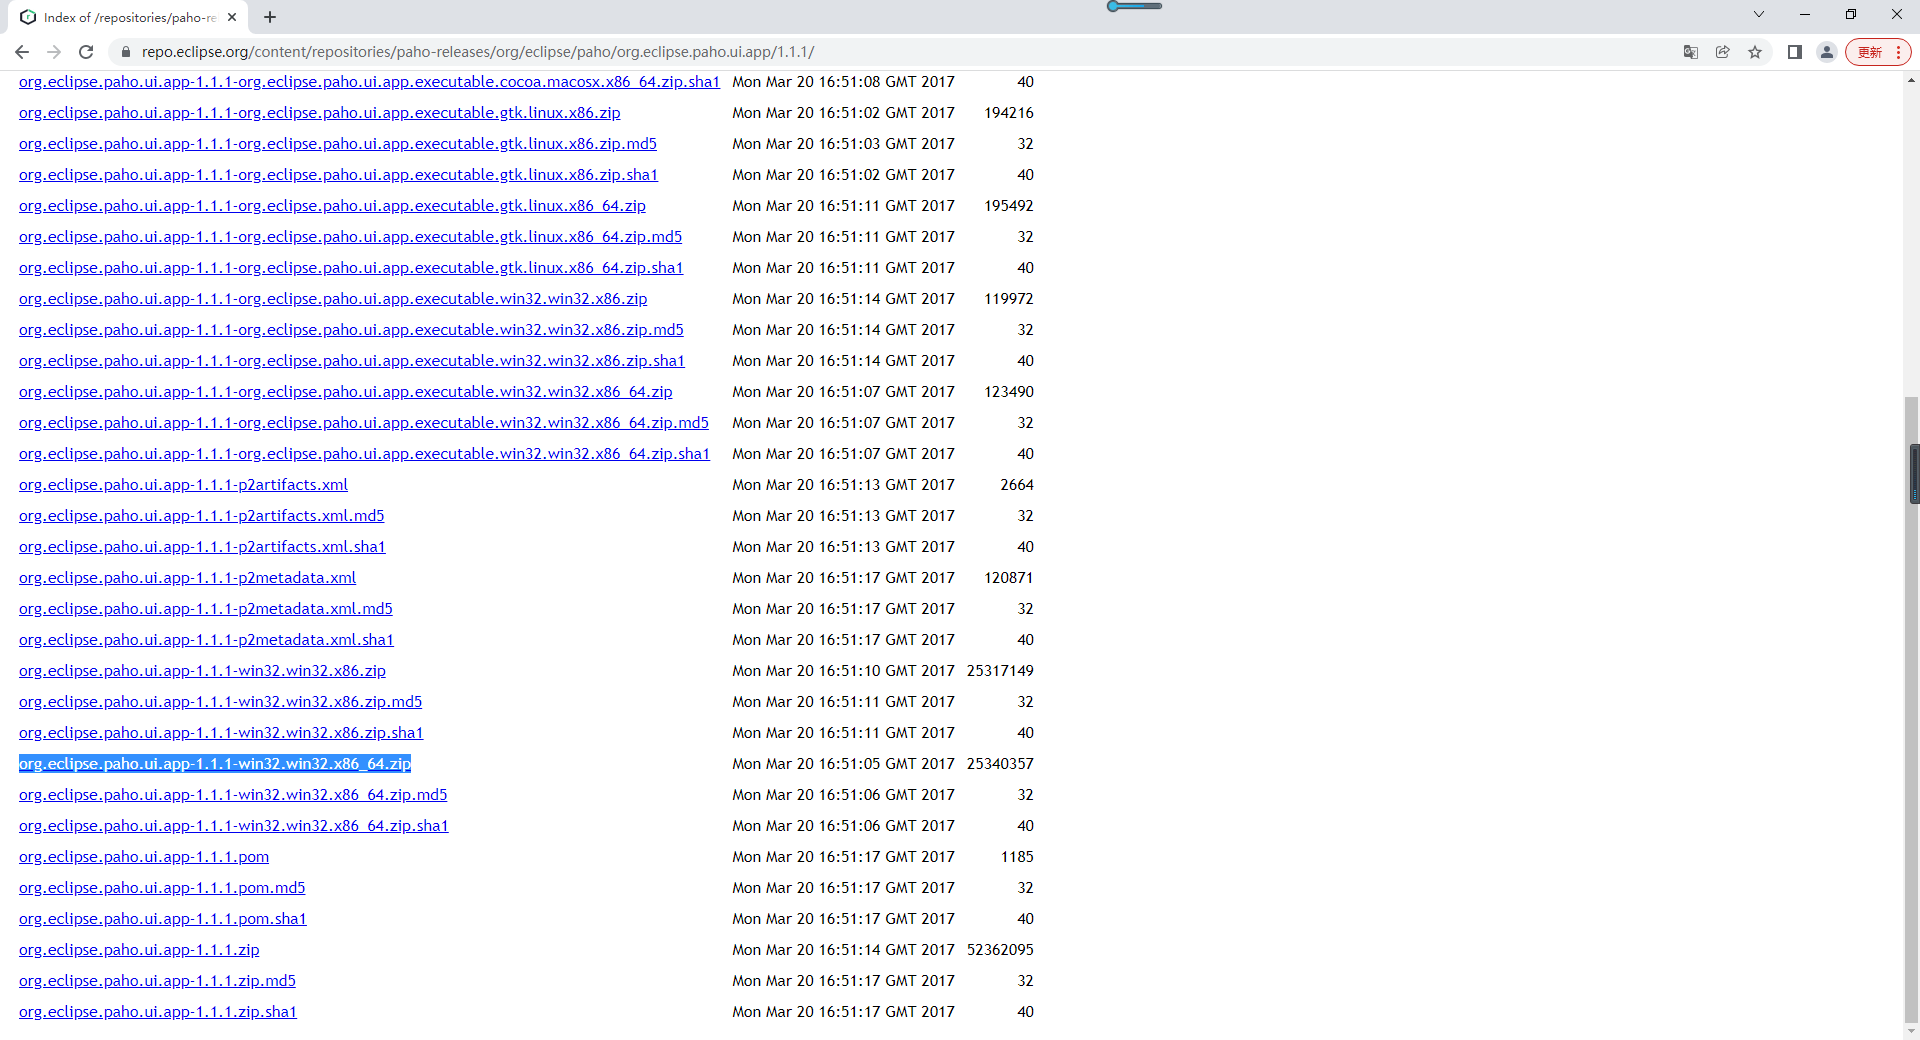 Index of /repositories/paho-re
repo.eclipse.org/content/repositories/paho-releases/org/eclipse/paho/org.eclipse.paho.ui.app/1.1.1/
更新
org.eclipse.paho.ui.app-1.1.1-org.eclipse.paho.ui.app.executable.cocoa.macosx.x86_64.zip.sha1 Mon Mar 20 16:51:08 GMT 2017 40
org.eclipse.paho.ui.app-1.1.1-org.eclipse.paho.ui.app.executable.gtk.linux.x86.zip Mon Mar 20 16:51:02 GMT 2017 194216
org.eclipse.paho.ui.app-1.1.1-org.eclipse.paho.ui.app.executable.gtk.linux.x86.zip.md5 Mon Mar 20 16:51:03 GMT 2017 32
org.eclipse.paho.ui.app-1.1.1-org.eclipse.paho.ui.app.executable.gtk.linux.x86.zip.sha1 Mon Mar 20 16:51:02 GMT 2017 40
org.eclipse.paho.ui.app-1.1.1-org.eclipse.paho.ui.app.executable.gtk.linux.x86_64.zip Mon Mar 20 16:51:11 GMT 2017 195492
org.eclipse.paho.ui.app-1.1.1-org.eclipse.paho.ui.app.executable.gtk.linux.x86_64.zip.md5 Mon Mar 20 16:51:11 GMT 2017 32
org.eclipse.paho.ui.app-1.1.1-org.eclipse.paho.ui.app.executable.gtk.linux.x86_64.zip.sha1 Mon Mar 20 16:51:11 GMT 2017 40
org.eclipse.paho.ui.app-1.1.1-org.eclipse.paho.ui.app.executable.win32.win32.x86.zip Mon Mar 20 16:51:14 GMT 2017 119972
org.eclipse.paho.ui.app-1.1.1-org.eclipse.paho.ui.app.executable.win32.win32.x86.zip.md5 Mon Mar 20 16:51:14 GMT 2017 32
org.eclipse.paho.ui.app-1.1.1-org.eclipse.paho.ui.app.executable.win32.win32.x86.zip.sha1 Mon Mar 20 16:51:14 GMT 2017 40
org.eclipse.paho.ui.app-1.1.1-org.eclipse.paho.ui.app.executable.win32.win32.x86_64.zip Mon Mar 20 16:51:07 GMT 2017 123490
org.eclipse.paho.ui.app-1.1.1-org.eclipse.paho.ui.app.executable.win32.win32.x86_64.zip.md5 Mon Mar 20 16:51:07 GMT 2017 32
org.eclipse.paho.ui.app-1.1.1-org.eclipse.paho.ui.app.executable.win32.win32.x86_64.zip.sha1 Mon Mar 20 16:51:07 GMT 2017 40
org.eclipse.paho.ui.app-1.1.1-p2artifacts.xml Mon Mar 20 16:51:13 GMT 2017 2664
org.eclipse.paho.ui.app-1.1.1-p2artifacts.xml.md5 Mon Mar 20 16:51:13 GMT 2017 32
org.eclipse.paho.ui.app-1.1.1-p2artifacts.xml.sha1 Mon Mar 20 16:51:13 GMT 2017 40
org.eclipse.paho.ui.app-1.1.1-p2metadata.xml Mon Mar 20 16:51:17 GMT 2017 120871
org.eclipse.paho.ui.app-1.1.1-p2metadata.xml.md5 Mon Mar 20 16:51:17 GMT 2017 32
org.eclipse.paho.ui.app-1.1.1-p2metadata.xml.sha1 Mon Mar 20 16:51:17 GMT 2017 40
org.eclipse.paho.ui.app-1.1.1-win32.win32.x86.zip Mon Mar 20 16:51:10 GMT 2017 25317149
org.eclipse.paho.ui.app-1.1.1-win32.win32.x86.zip.md5 Mon Mar 20 16:51:11 GMT 2017 32
org.eclipse.paho.ui.app-1.1.1-win32.win32.x86.zip.sha1 Mon Mar 20 16:51:11 GMT 2017 40
org.eclipse.paho.ui.app-1.1.1-win32.win32.x86_64.zip Mon Mar 20 16:51:05 GMT 2017 25340357
org.eclipse.paho.ui.app-1.1.1-win32.win32.x86_64.zip.md5 Mon Mar 20 16:51:06 GMT 2017 32
org.eclipse.paho.ui.app-1.1.1-win32.win32.x86_64.zip.sha1 Mon Mar 20 16:51:06 GMT 2017 40
org.eclipse.paho.ui.app-1.1.1.pom Mon Mar 20 16:51:17 GMT 2017 1185
org.eclipse.paho.ui.app-1.1.1.pom.md5 Mon Mar 20 16:51:17 GMT 2017 32
org.eclipse.paho.ui.app-1.1.1.pom.sha1 Mon Mar 20 16:51:17 GMT 2017 40
org.eclipse.paho.ui.app-1.1.1.zip Mon Mar 20 16:51:14 GMT 2017 52362095
org.eclipse.paho.ui.app-1.1.1.zip.md5 Mon Mar 20 16:51:17 GMT 2017 32
org.eclipse.paho.ui.app-1.1.1.zip.sha1 Mon Mar 20 16:51:17 GMT 2017 40